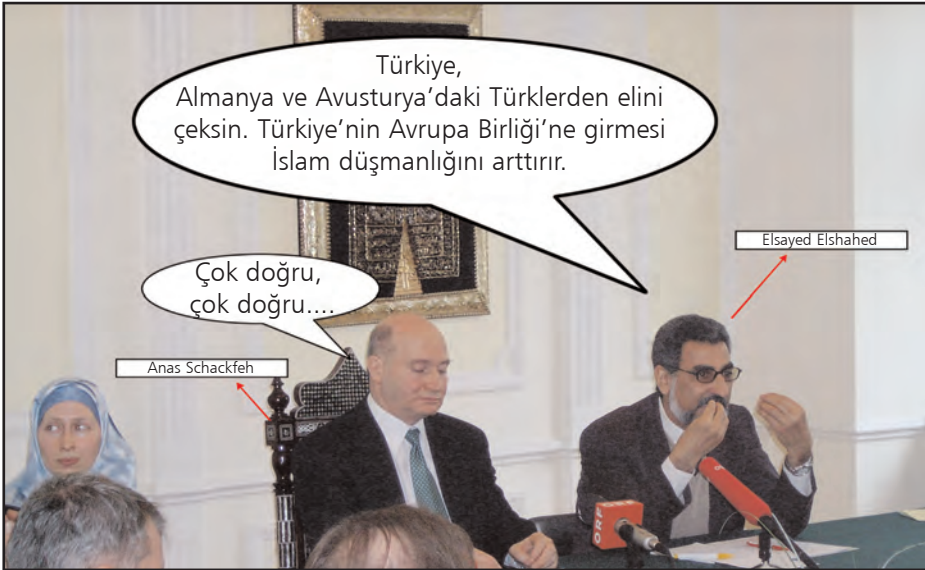 Türkiye,
Almanya ve Avusturya’daki Türklerden elini
çeksin. Türkiye’nin Avrupa Birliği’ne girmesi
İslam düşmanlığını arttırır.
Elsayed Elshahed
Çok doğru,
çok doğru....
Anas Schackfeh
ORF